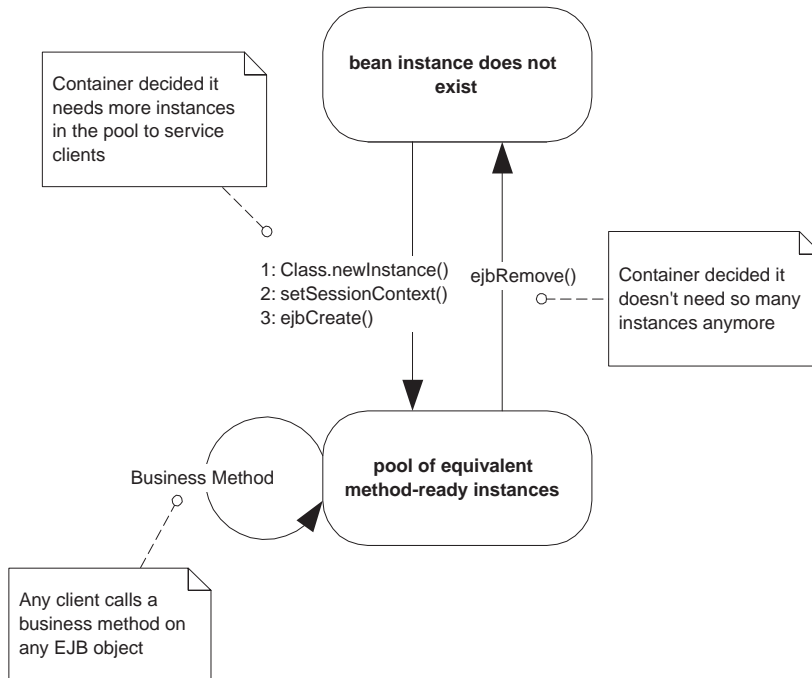 bean instance does not
exist
Container decided it
needs more instances
in the pool to service
clients
1: Class.newInstance()
2: setSessionContext()
3: ejbCreate()
ejbRemove()
Container decided it
doesn't need so many
instances anymore
pool of equivalent
method-ready instances
Business Method
Any client calls a
business method on
any EJB object